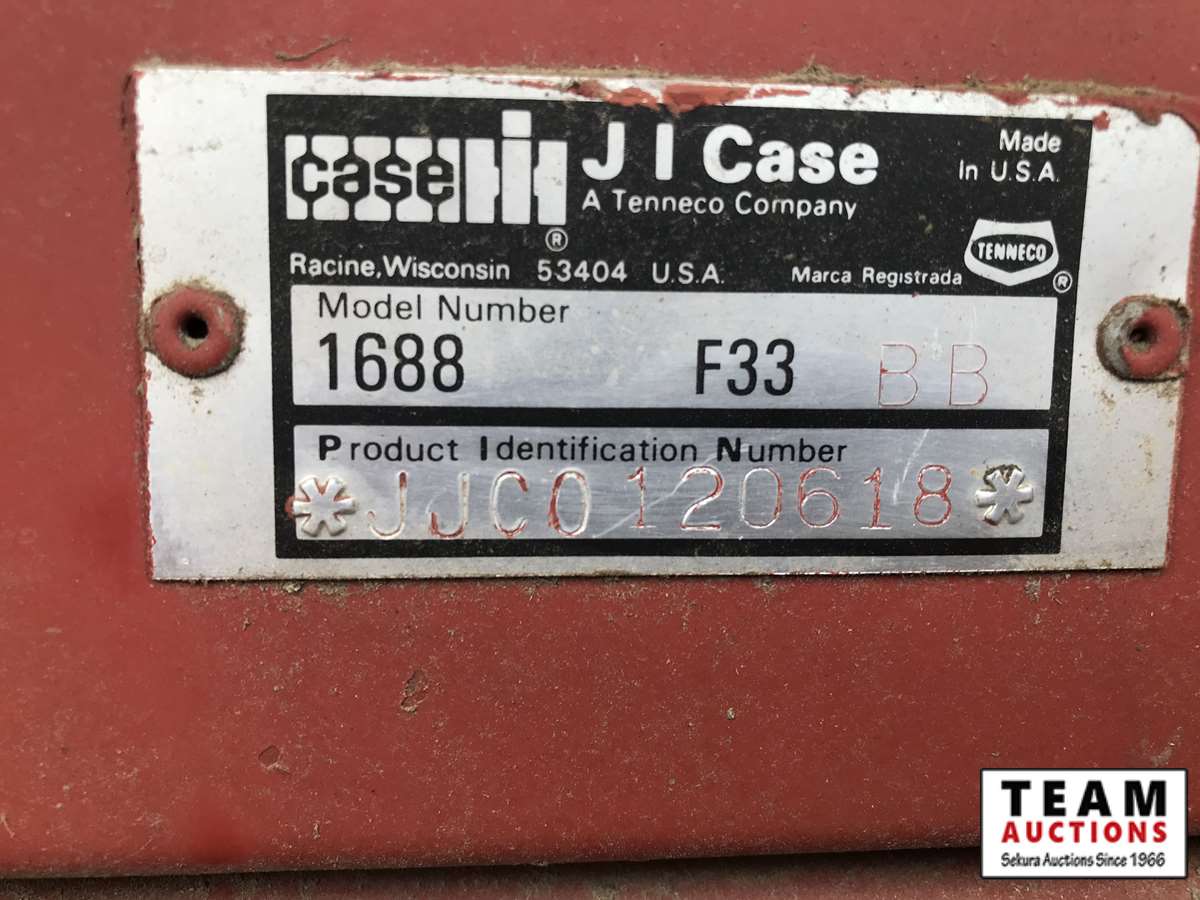 case IH ®
J I Case
A Tenneco Company
Made
In U.S.A.
TENNECO ®
Racine, Wisconsin 53404 U.S.A. Marca Registrada
Model Number
1688 F33 BB
Product Identification Number
*JJC0120618*
TEAM
AUCTIONS
Sekura Auctions Since 1966